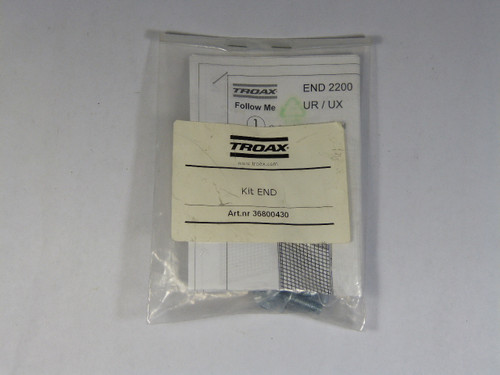 TROAX
END 2200
Follow Me
UR / UX
1
TROAX
Kit END
Art.nr 36800430